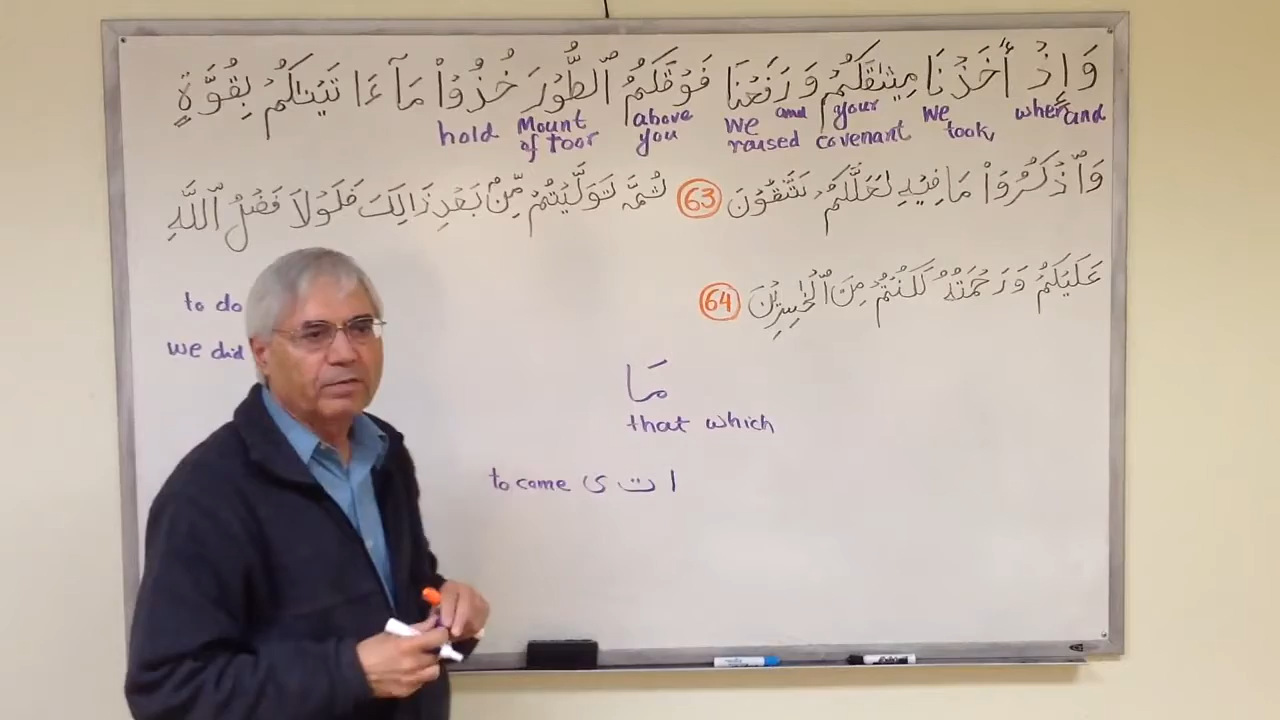 وَإِذۡ أَخَذۡنَا مِيثَٰقَكُمۡ وَرَفَعۡنَا فَوۡقَكُمُ ٱلطُّورَ خُذُواْ مَآ ءَاتَيۡنَٰكُمۡ بِقُوَّةٖ
and when we took your covenant and we raised above you Mount of Toor hold
وَٱذۡكُرُواْ مَا فِيهِ لَعَلَّكُمۡ تَتَّقُونَ 63 ثُمَّ تَوَلَّيۡتُمۡ مِّنۢ بَعۡدِ ذَٰلِكَ فَلَوۡلَا فَضۡلُ ٱللَّهِ
عَلَيۡكُمۡ وَرَحۡمَتُهُۥ لَكُنتُم مِّنَ ٱلۡخَٰسِرِينَ 64
to do
we did
مَا
that which
ا ت ی to come